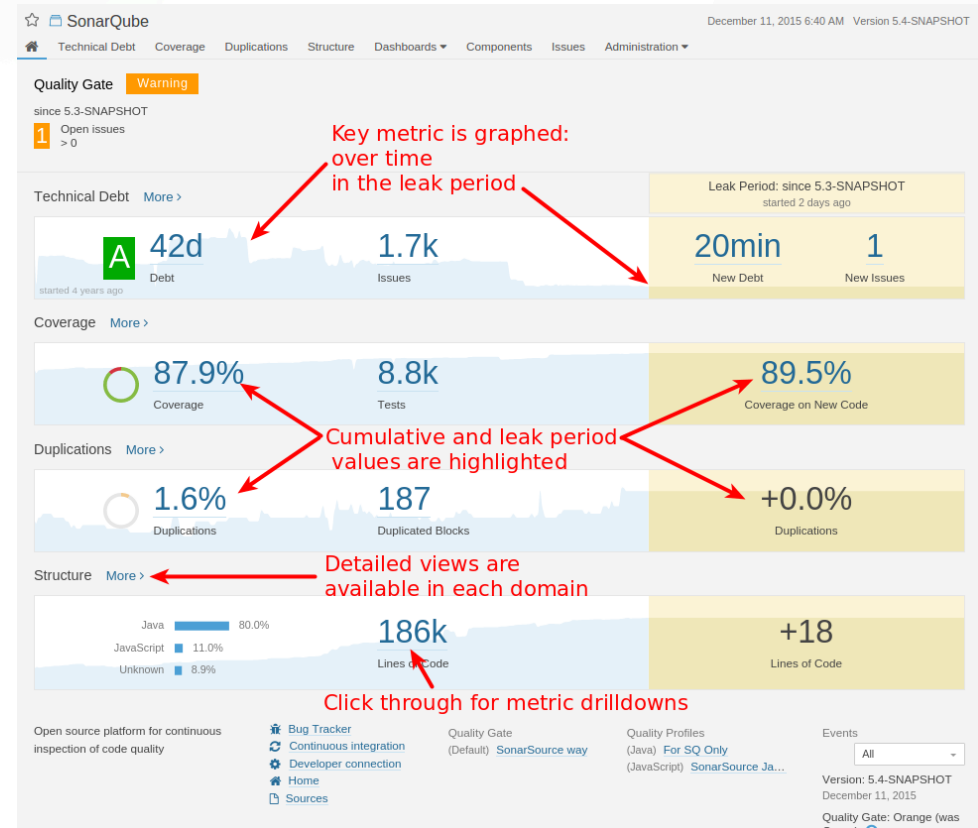 SonarQube
December 11, 2015 6:40 AM Version 5.4-SNAPSHOT
Technical Debt Coverage Duplications Structure Dashboards Components Issues Administration
Quality Gate Warning
since 5.3-SNAPSHOT
1 Open issues
> 0
Key metric is graphed:
over time
in the leak period
Technical Debt More ›
Leak Period: since 5.3-SNAPSHOT
started 2 days ago
A 42d 1.7k 20min 1
Debt Issues New Debt New Issues
started 4 years ago
Coverage More ›
87.9% 8.8k 89.5%
Coverage Tests Coverage on New Code
Cumulative and leak period
values are highlighted
Duplications More ›
1.6% 187 +0.0%
Duplications Duplicated Blocks Duplications
Detailed views are
available in each domain
Structure More ›
Java 80.0%
JavaScript 11.0%
Unknown 8.9%
186k +18
Lines of Code Lines of Code
Click through for metric drilldowns
Open source platform for continuous
inspection of code quality
Bug Tracker
Continuous integration
Developer connection
Home
Sources
Quality Gate
(Default) SonarSource way
Quality Profiles
(Java) For SQ Only
(JavaScript) SonarSource Ja...
Events
All
Version: 5.4-SNAPSHOT
December 11, 2015
Quality Gate: Orange (was